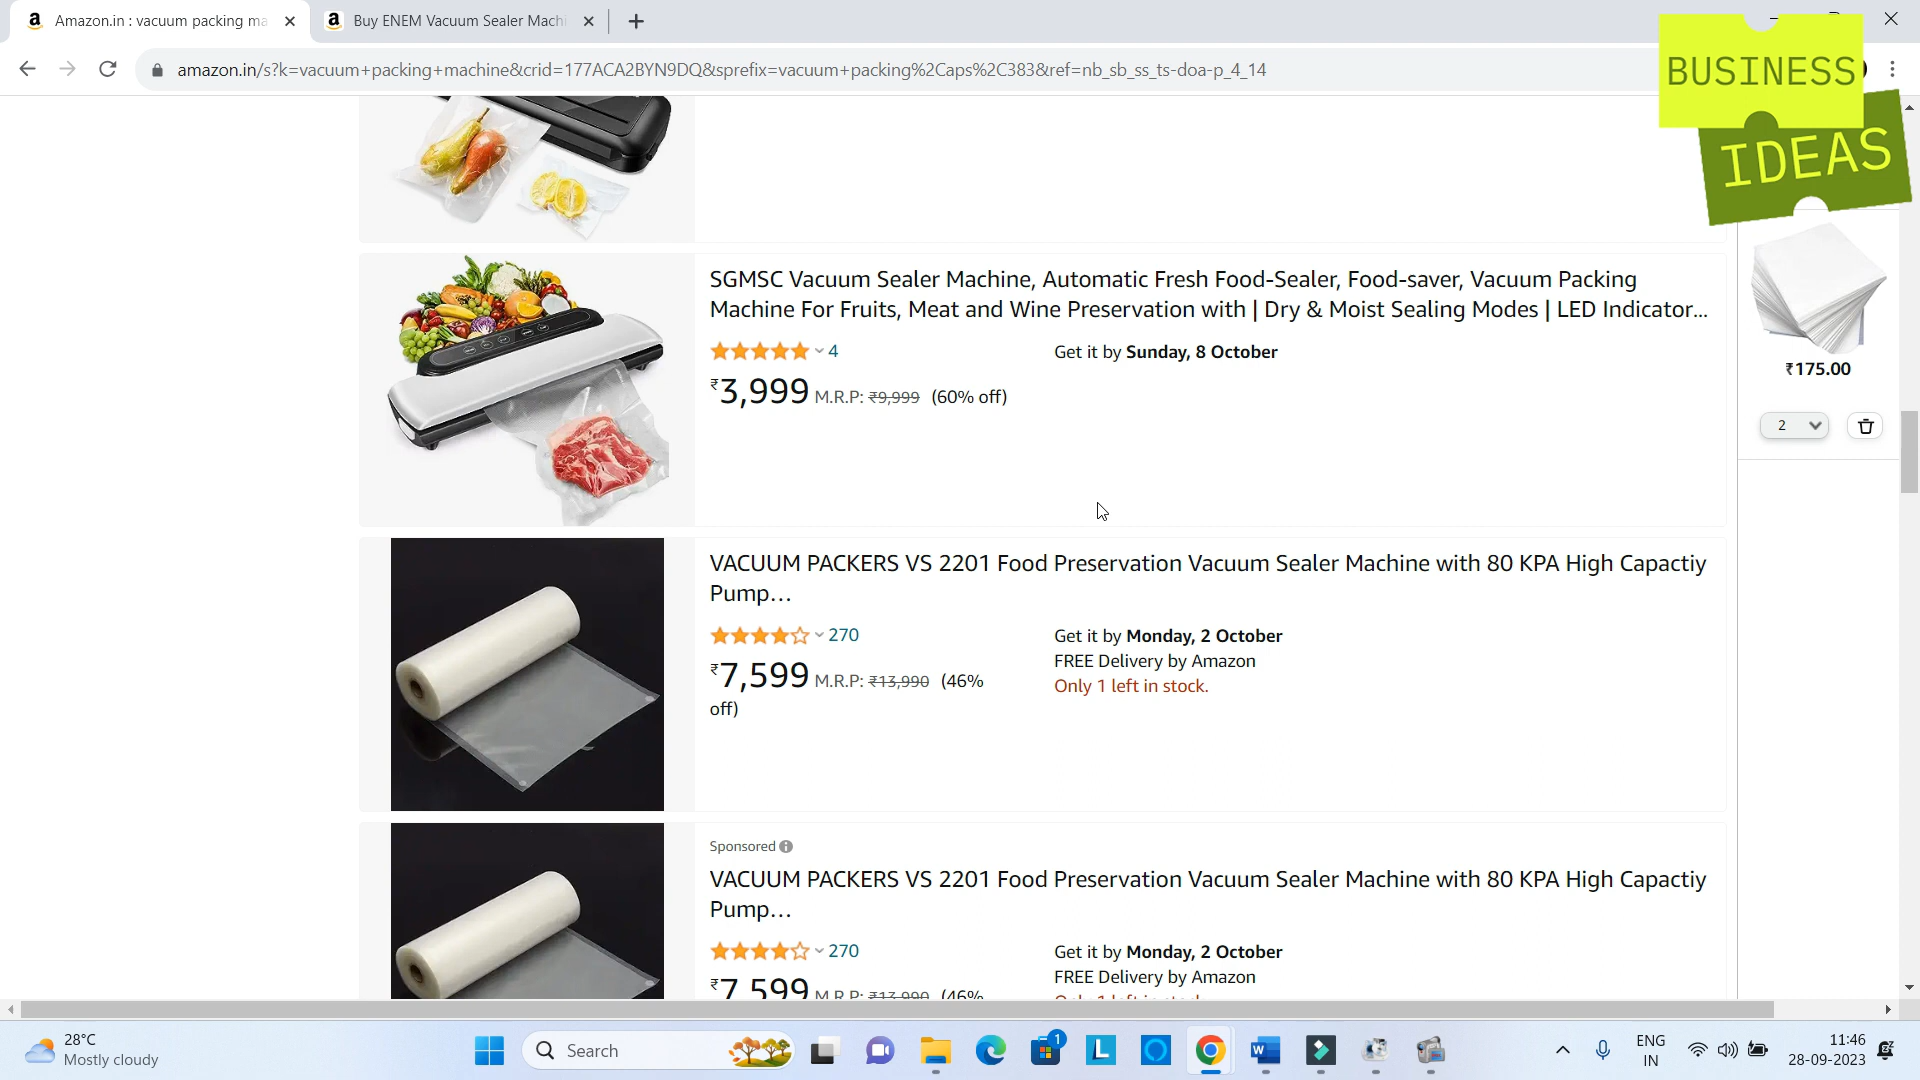 Amazon.in : vacuum packing ma
Buy ENEM Vacuum Sealer Machi
amazon.in/s?k=vacuum+packing+machine&crid=177ACA2BYN9DQ&sprefix=vacuum+packing%2Caps%2C383&ref=nb_sb_ss_ts-doa-p_4_14
BUSINESS
IDEAS
SGMSC Vacuum Sealer Machine, Automatic Fresh Food-Sealer, Food-saver, Vacuum Packing
Machine For Fruits, Meat and Wine Preservation with | Dry & Moist Sealing Modes | LED Indicator...
4
Get it by Sunday, 8 October
₹3,999 M.R.P: ₹9,999 (60% off)
₹175.00
2
VACUUM PACKERS VS 2201 Food Preservation Vacuum Sealer Machine with 80 KPA High Capactiy
Pump...
270
₹7,599 M.R.P: ₹13,990 (46%
off)
Get it by Monday, 2 October
FREE Delivery by Amazon
Only 1 left in stock.
Sponsored
VACUUM PACKERS VS 2201 Food Preservation Vacuum Sealer Machine with 80 KPA High Capactiy
Pump...
270
₹7,599 M.R.P: ₹13,990 (46%
Get it by Monday, 2 October
FREE Delivery by Amazon
28°C
Mostly cloudy
Search
1
L
W
ENG
IN
11:46
28-09-2023